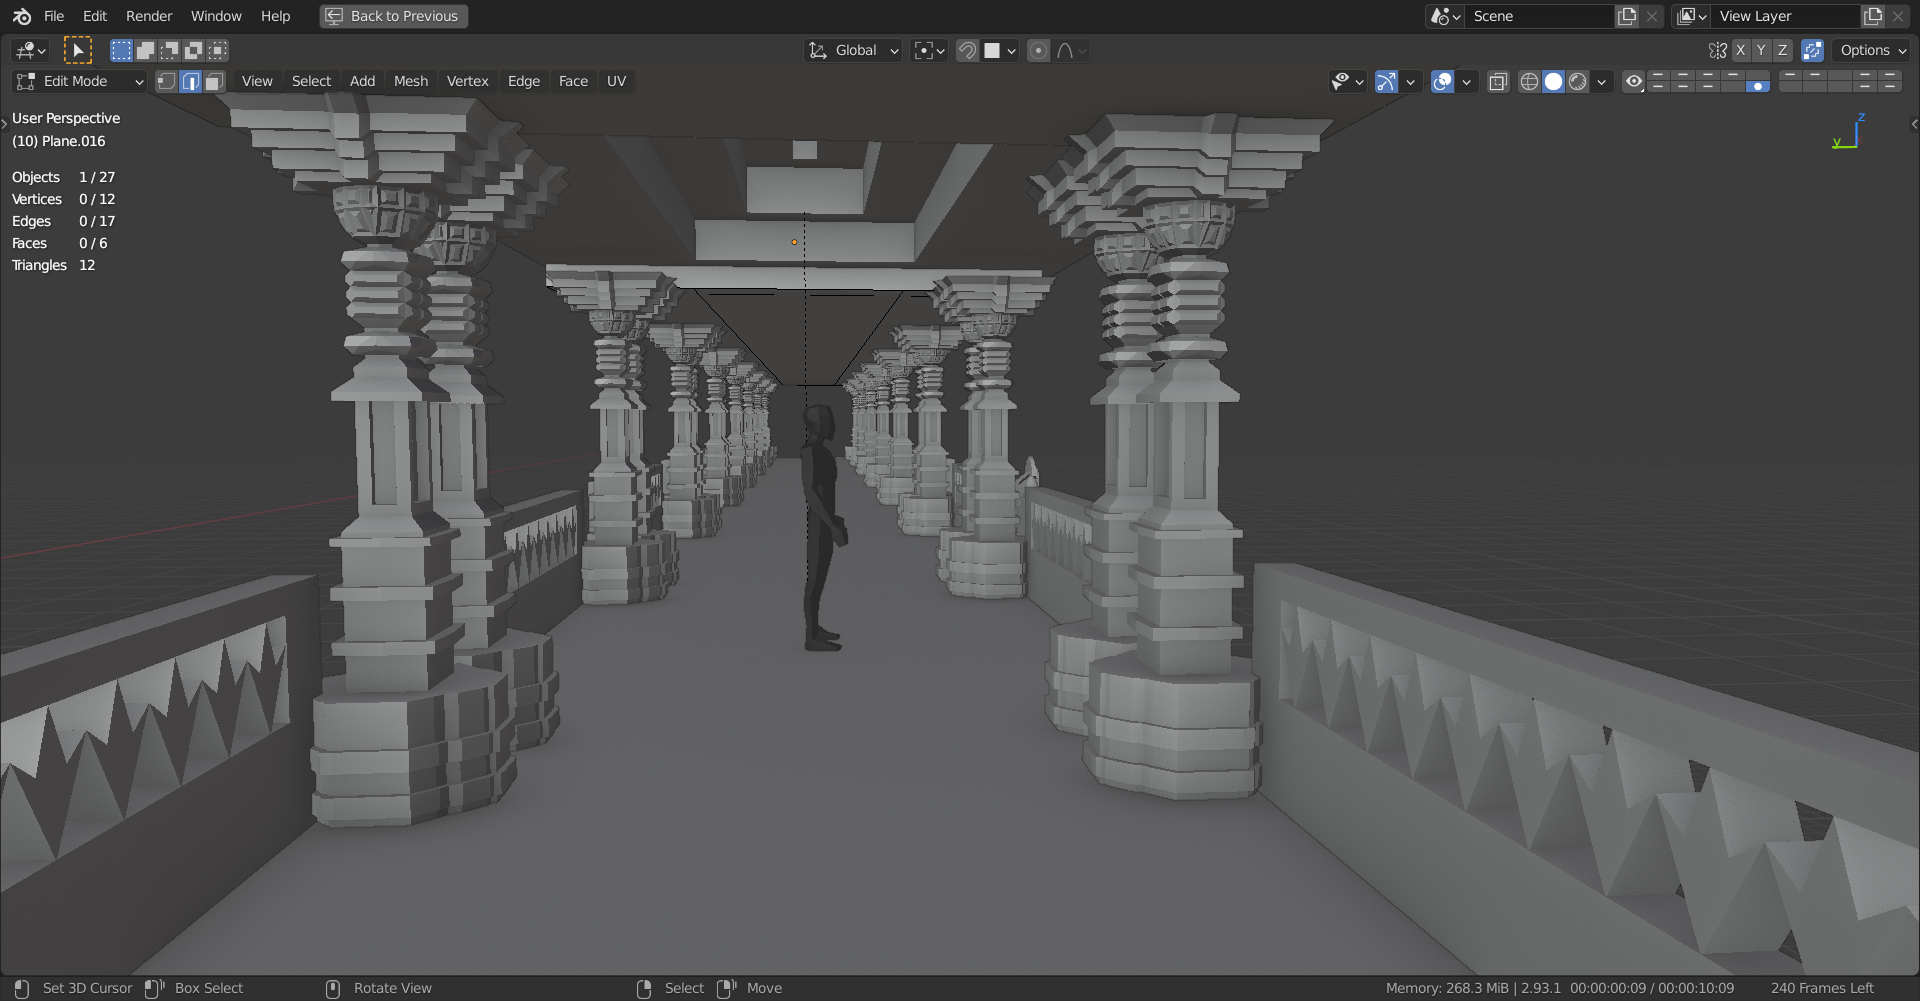 File Edit Render Window Help Back to Previous Scene View Layer
Global X Y Z Options
Edit Mode View Select Add Mesh Vertex Edge Face UV
User Perspective
(10) Plane.016
Objects 1 / 27
Vertices 0 / 12
Edges 0 / 17
Faces 0 / 6
Triangles 12
Z
Y
Set 3D Cursor Box Select Rotate View Select Move Memory: 268.3 MiB | 2.93.1 00:00:00:09 / 00:00:10:09 240 Frames Left